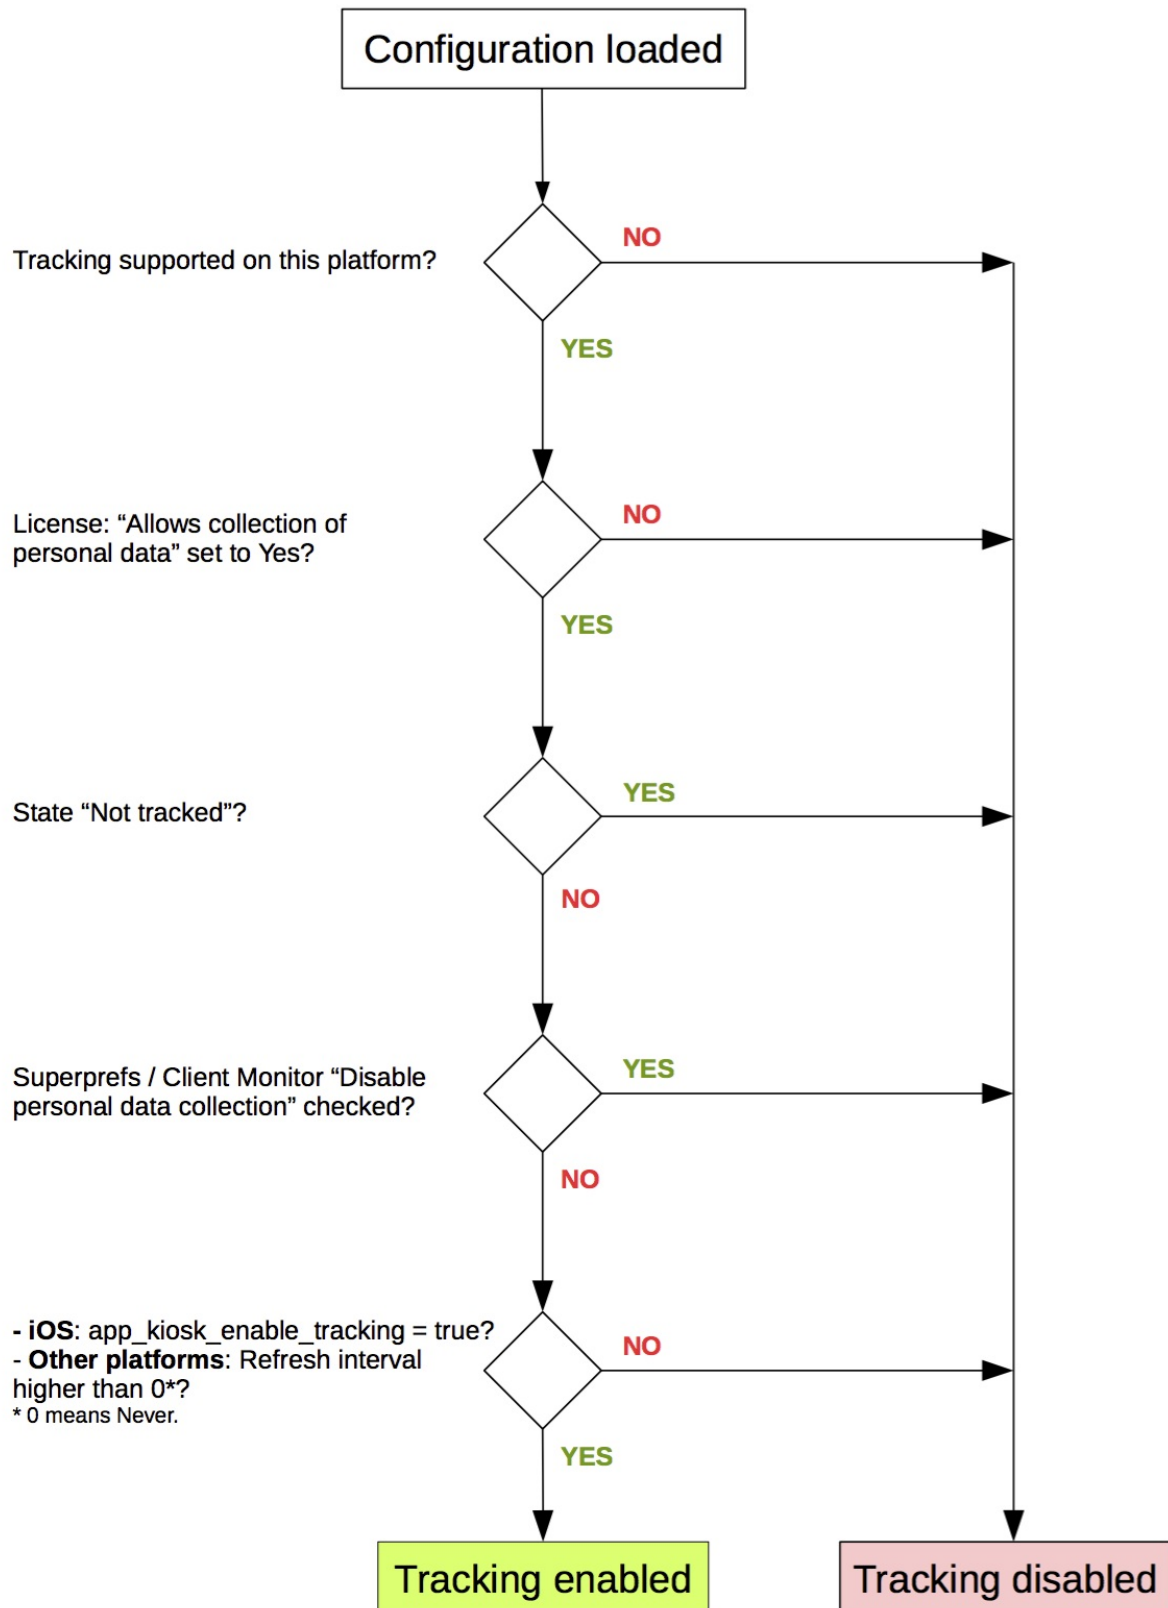 Configuration loaded
Tracking supported on this platform?
NO
YES
License: “Allows collection of
personal data” set to Yes?
NO
YES
State “Not tracked”?
YES
NO
Superprefs / Client Monitor “Disable
personal data collection” checked?
YES
NO
- iOS: app_kiosk_enable_tracking = true?
- Other platforms: Refresh interval
higher than 0*?
* 0 means Never.
NO
YES
Tracking enabled
Tracking disabled